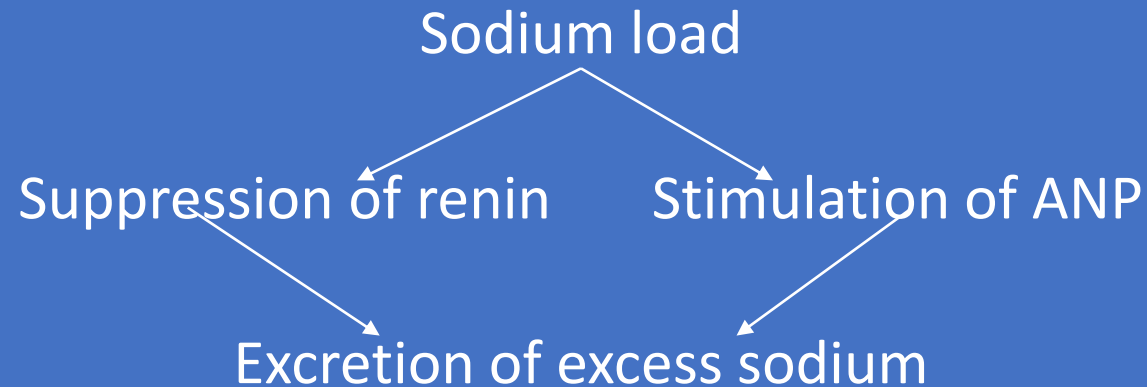 Sodium load
Suppression of renin
Stimulation of ANP
Excretion of excess sodium